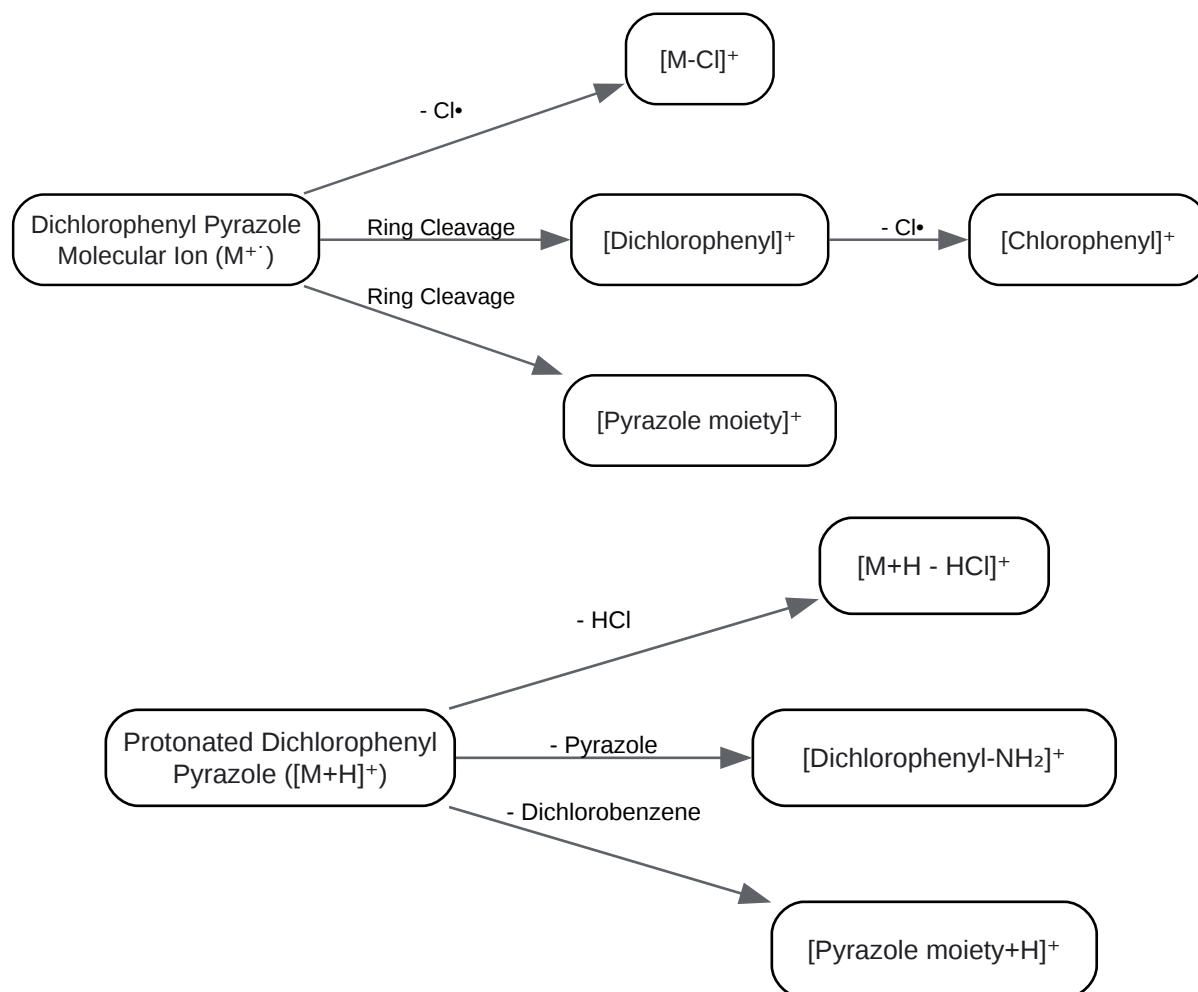 [M-Cl]⁺
- Cl•
Dichlorophenyl Pyrazole
Molecular Ion (M⁺˙)
Ring Cleavage
[Dichlorophenyl]⁺
- Cl•
[Chlorophenyl]⁺
Ring Cleavage
[Pyrazole moiety]⁺
[M+H - HCl]⁺
- HCl
Protonated Dichlorophenyl
Pyrazole ([M+H]⁺)
- Pyrazole
[Dichlorophenyl-NH₂]⁺
- Dichlorobenzene
[Pyrazole moiety+H]⁺